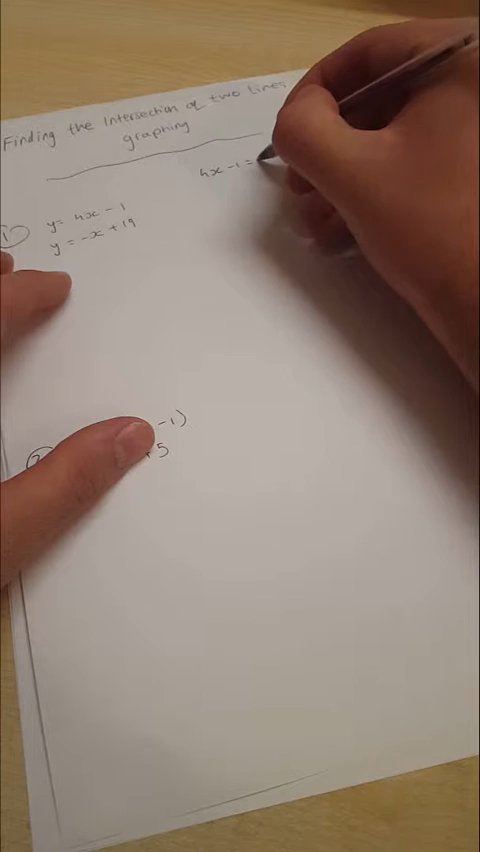 Finding the Intersection of two lines
graphing
4x - 1 =
1
y = 4x - 1
y = -x + 19
- 1)
5